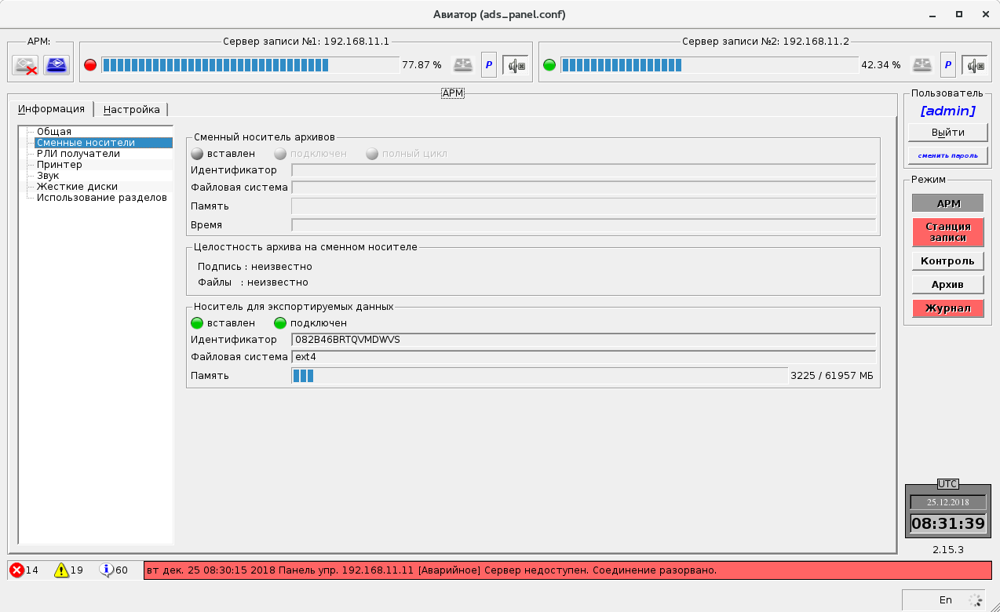 Авиатор (ads_panel.conf)
АРМ:
Сервер записи №1: 192.168.11.1
77.87 %
P
Сервер записи №2: 192.168.11.2
42.34 %
P
АРМ
Информация
Настройка
Общая
Сменные носители
РЛИ получатели
Принтер
Звук
Жесткие диски
Использование разделов
Сменный носитель архивов
вставлен подключен полный цикл
Идентификатор
Файловая система
Память
Время
Целостность архива на сменном носителе
Подпись : неизвестно
Файлы : неизвестно
Носитель для экспортируемых данных
вставлен подключен
Идентификатор 082B46BRTQVMDWVS
Файловая система ext4
Память 3225 / 61957 МБ
Пользователь
[admin]
Выйти
сменить пароль
Режим
АРМ
Станция
записи
Контроль
Архив
Журнал
UTC
25.12.2018
08:31:39
2.15.3
14 19 60
вт дек. 25 08:30:15 2018 Панель упр. 192.168.11.11 [Аварийное] Сервер недоступен. Соединение разорвано.
En